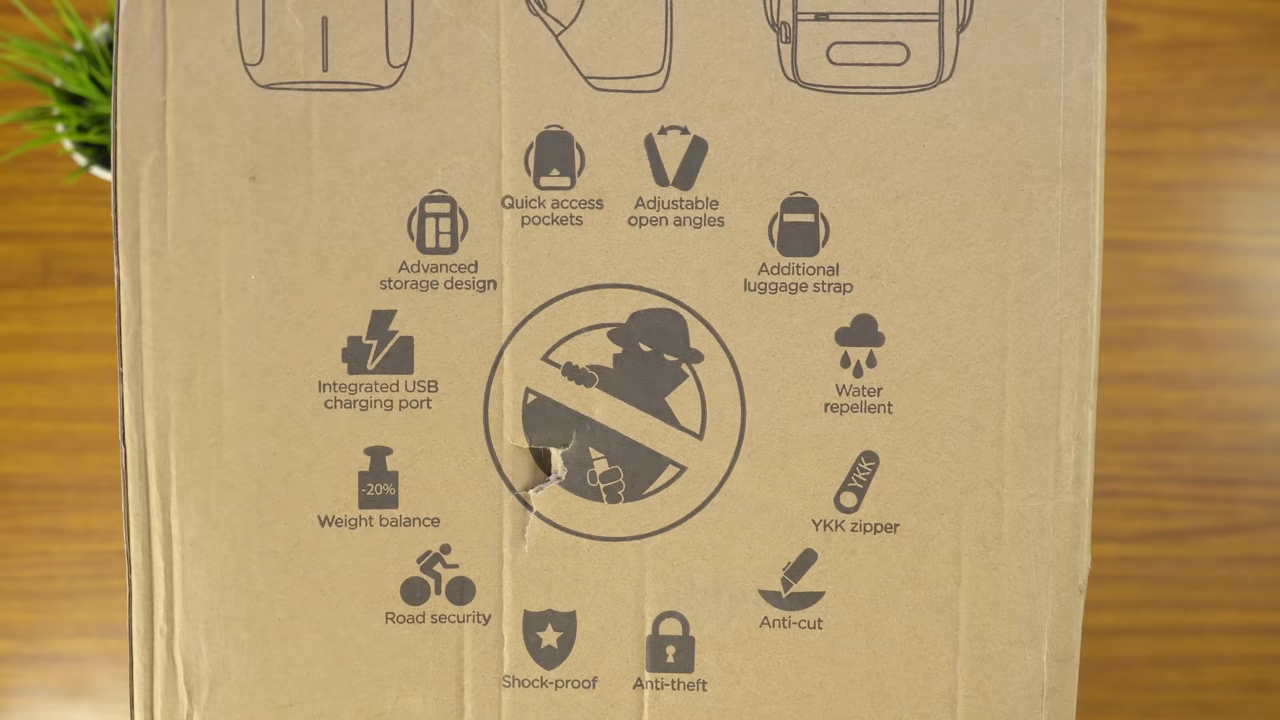 Quick access
pockets
Adjustable
open angles
Advanced
storage design
Additional
luggage strap
Integrated USB
charging port
Water
repellent
-20%
Weight balance
YKK
YKK zipper
Road security
Anti-cut
Shock-proof
Anti-theft